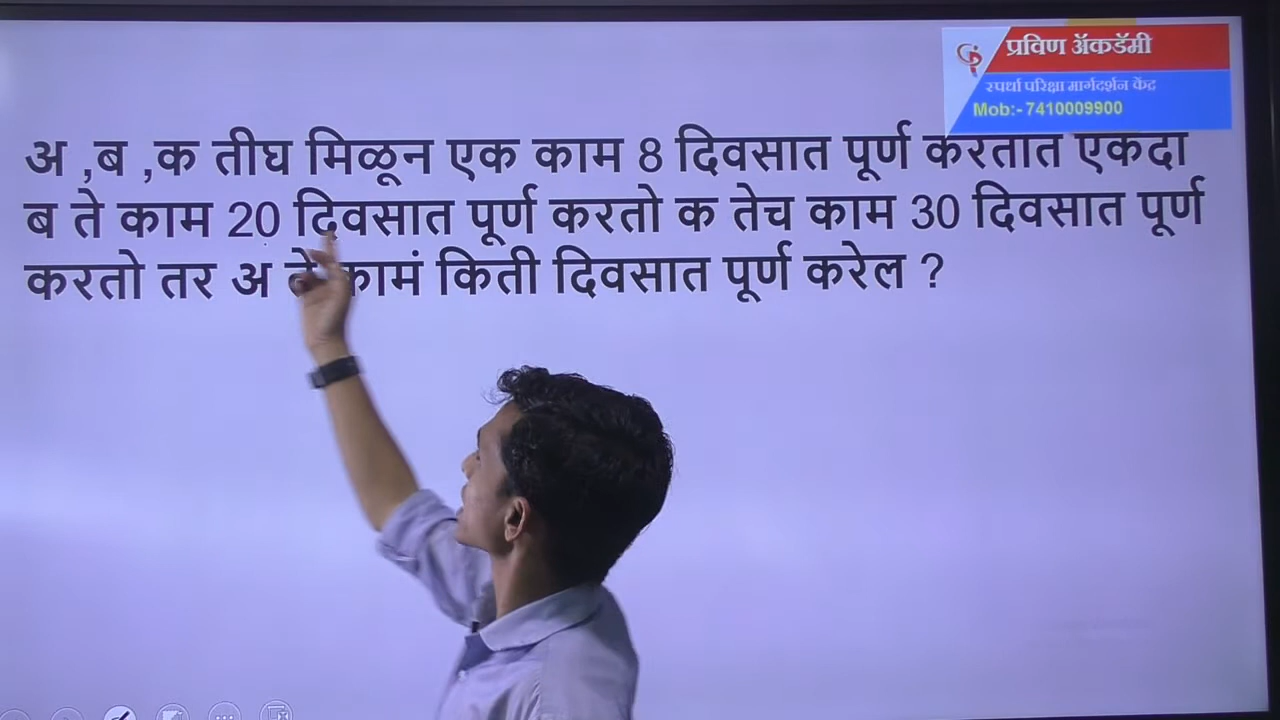 प्रविण ॲकडॅमी
स्पर्धा परिक्षा मार्गदर्शन केंद्र
Mob:- 7410009900
अ ,ब ,क तीघ मिळून एक काम 8 दिवसात पूर्ण करतात एकदा
ब ते काम 20 दिवसात पूर्ण करतो क तेच काम 30 दिवसात पूर्ण
करतो तर अ ते कामं किती दिवसात पूर्ण करेल ?